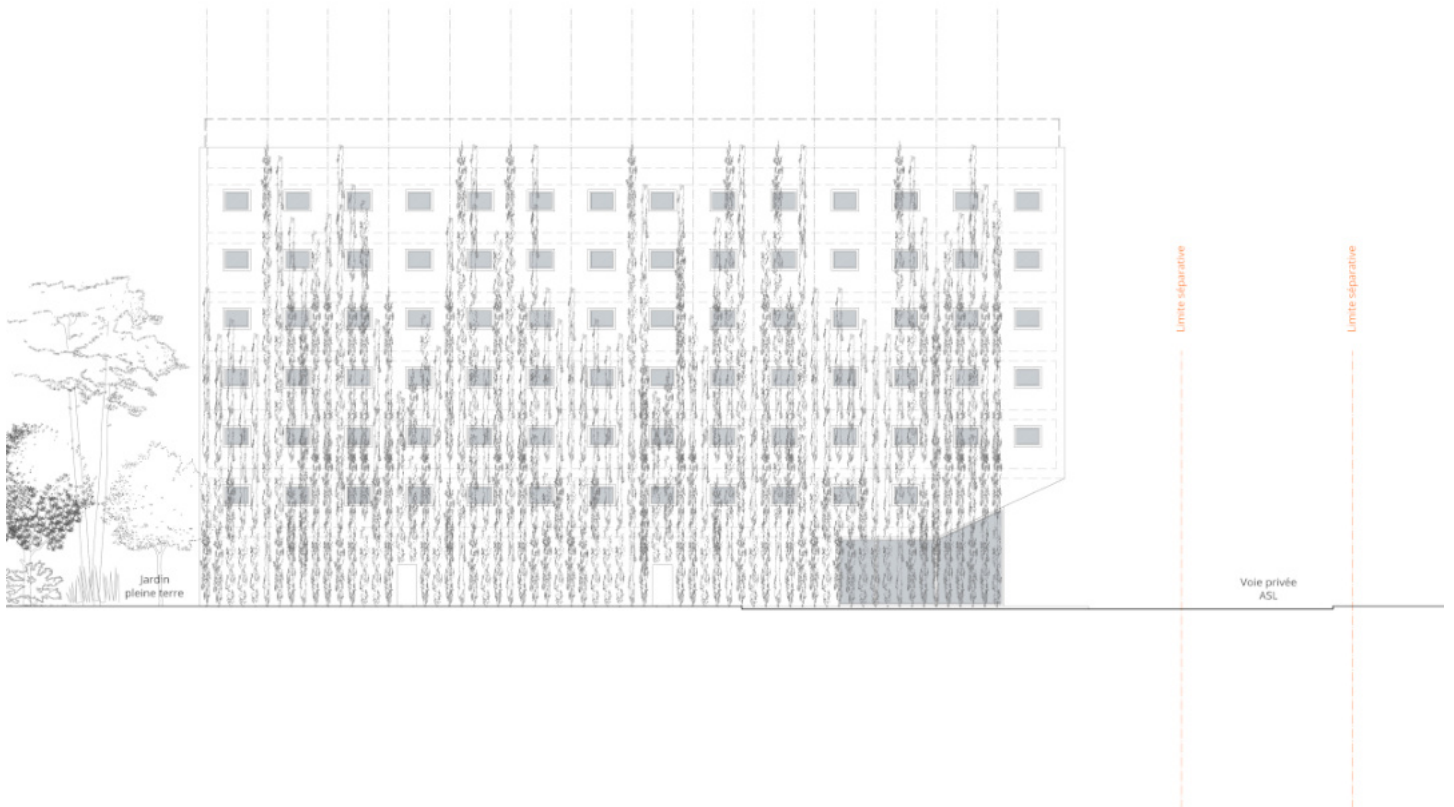 Limite séparative
Limite séparative
Jardin
pleine terre
Voie privée
ASL